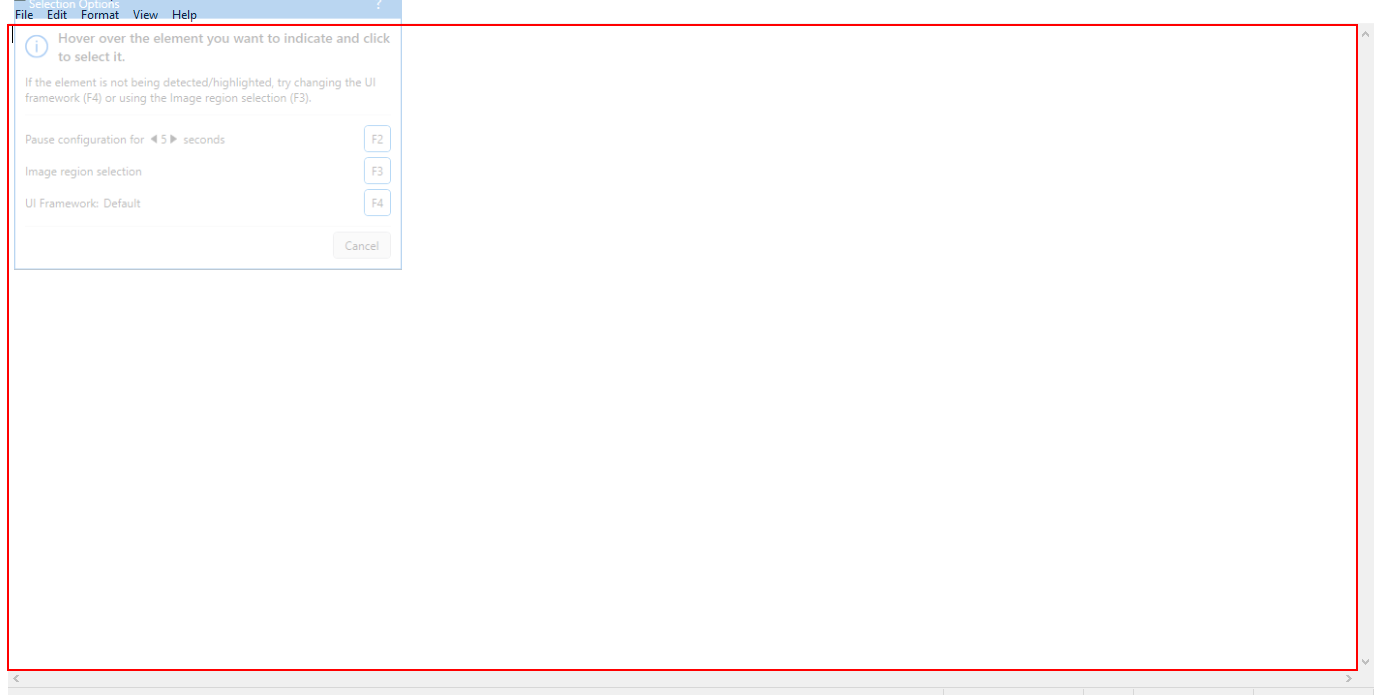 Selection Options ?
File Edit Format View Help
Hover over the element you want to indicate and click
to select it.
If the element is not being detected/highlighted, try changing the UI
framework (F4) or using the Image region selection (F3).
Pause configuration for ◀ 5 ▶ seconds F2
Image region selection F3
UI Framework: Default F4
Cancel